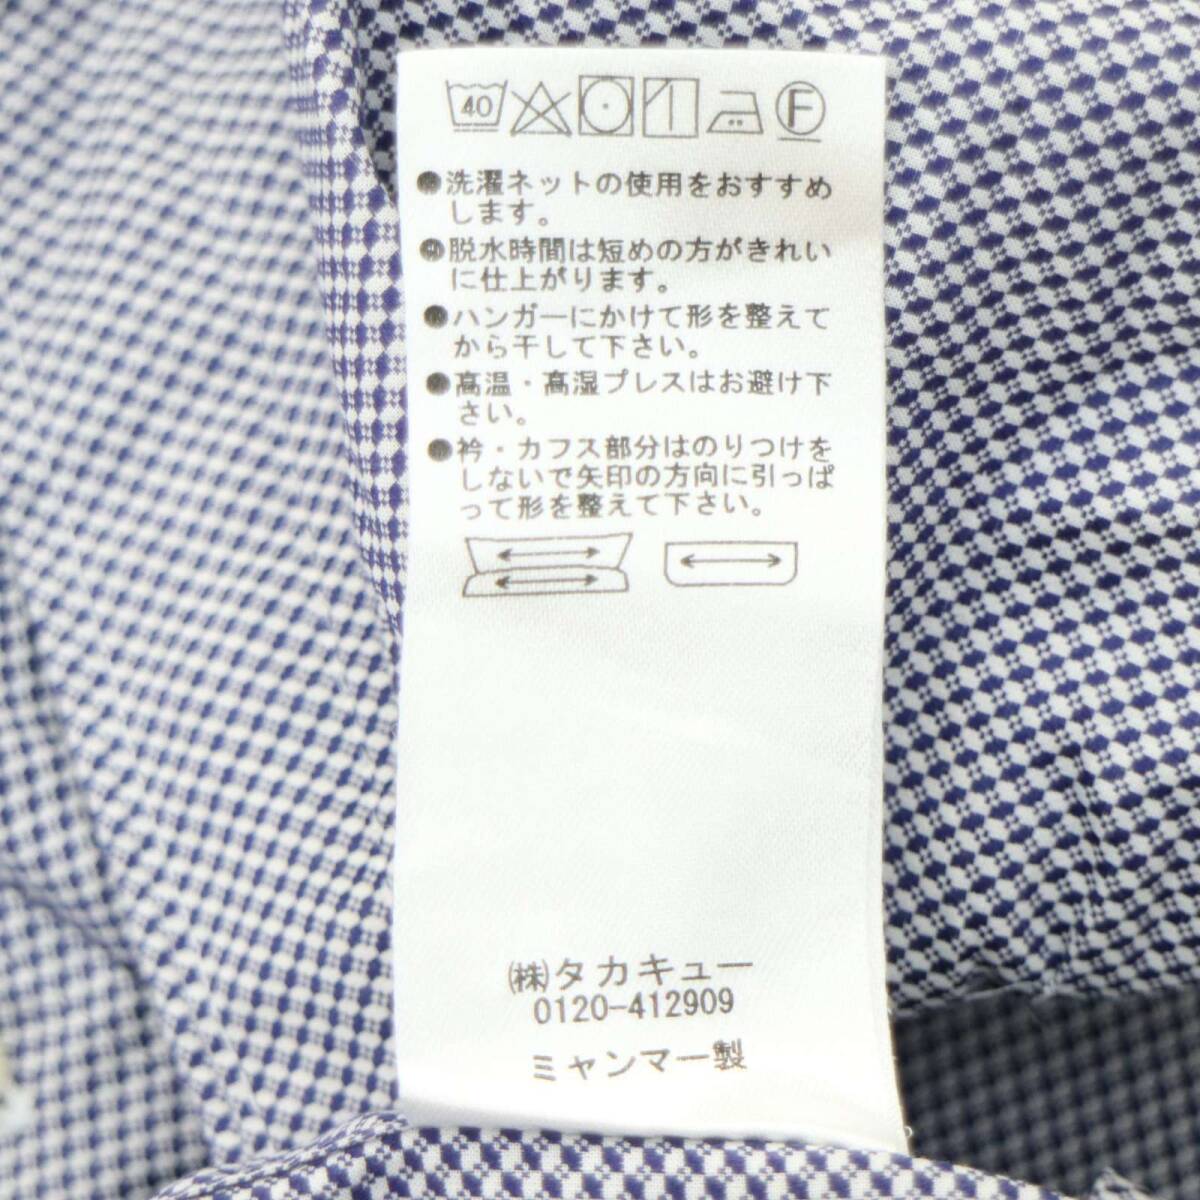 40 F
●洗濯ネットの使用をおすすめ
します。
●脱水時間は短めの方がきれい
に仕上がります。
●ハンガーにかけて形を整えて
から干して下さい。
●高温・高湿プレスはお避け下
さい。
●衿・カフス部分はのりつけを
しないで矢印の方向に引っぱ
って形を整えて下さい。
㈱タカキュー
0120-412909
ミャンマー製